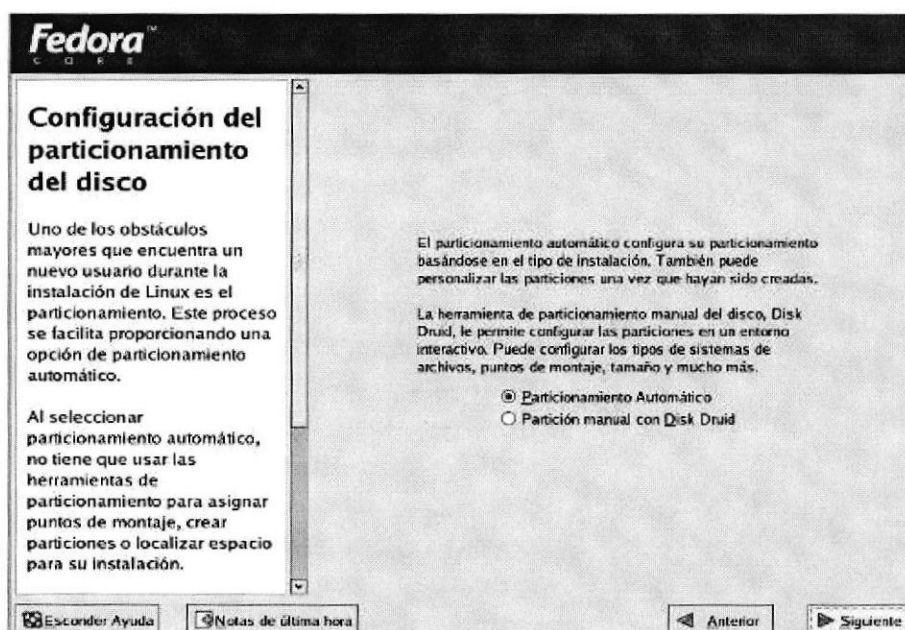 Fedora™
CORE
Configuración del
particionamiento
del disco
Uno de los obstáculos
mayores que encuentra un
nuevo usuario durante la
instalación de Linux es el
particionamiento. Este proceso
se facilita proporcionando una
opción de particionamiento
automático.
Al seleccionar
particionamiento automático,
no tiene que usar las
herramientas de
particionamiento para asignar
puntos de montaje, crear
particiones o localizar espacio
para su instalación.
El particionamiento automático configura su particionamiento
basándose en el tipo de instalación. También puede
personalizar las particiones una vez que hayan sido creadas.
La herramienta de particionamiento manual del disco, Disk
Druid, le permite configurar las particiones en un entorno
interactivo. Puede configurar los tipos de sistemas de
archivos, puntos de montaje, tamaño y mucho más.
Particionamiento Automático
Partición manual con Disk Druid
Esconder Ayuda
Notas de última hora
Anterior
Siguiente